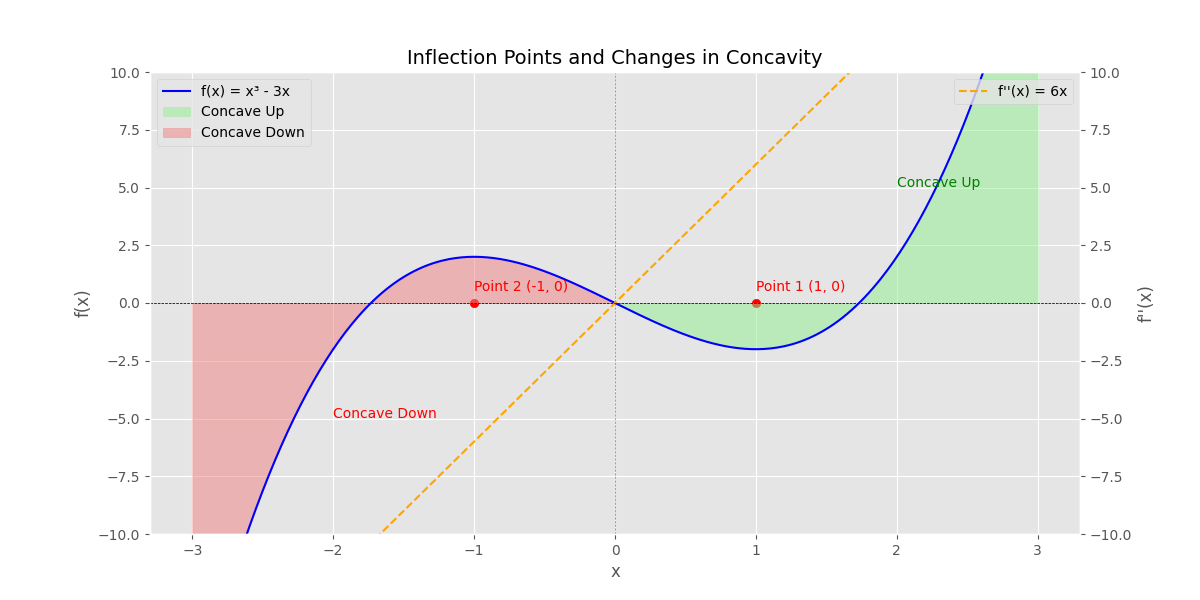 Inflection Points and Changes in Concavity
f(x) = x³ - 3x
Concave Up
Concave Down
f''(x) = 6x
10.0
7.5
5.0
2.5
0.0
−2.5
−5.0
−7.5
−10.0
f(x)
Concave Up
Point 2 (-1, 0)
Point 1 (1, 0)
Concave Down
10.0
7.5
5.0
2.5
0.0
−2.5
−5.0
−7.5
−10.0
f''(x)
−3
−2
−1
0
1
2
3
x